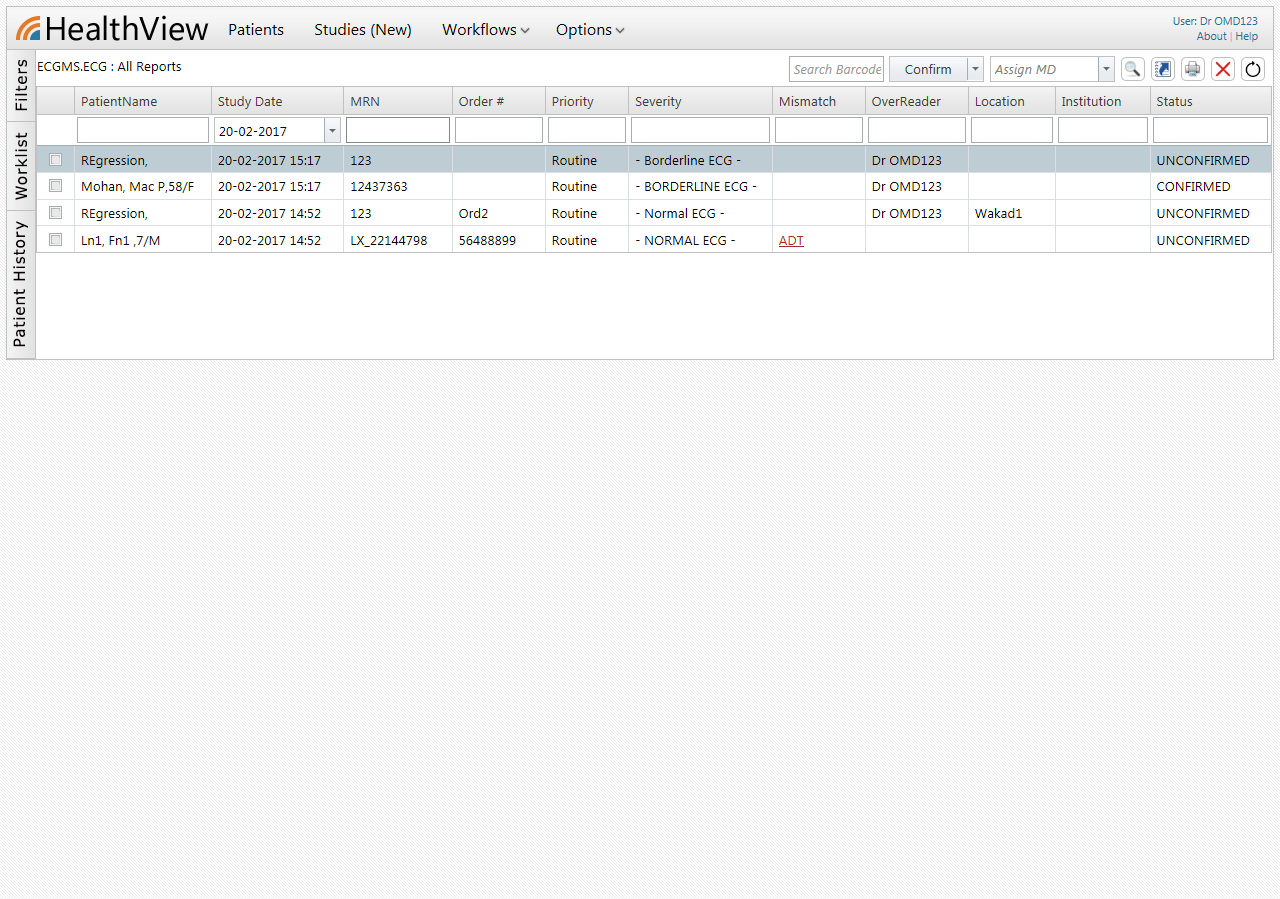 HealthView Patients Studies (New) Workflows Options User: Dr OMD123
About | Help
Filters
Worklist
Patient History
ECGMS.ECG : All Reports Search Barcode Confirm Assign MD
PatientName Study Date MRN Order # Priority Severity Mismatch OverReader Location Institution Status
20-02-2017
REgression, 20-02-2017 15:17 123 Routine - Borderline ECG - Dr OMD123 UNCONFIRMED
Mohan, Mac P,58/F 20-02-2017 15:17 12437363 Routine - BORDERLINE ECG - Dr OMD123 CONFIRMED
REgression, 20-02-2017 14:52 123 Ord2 Routine - Normal ECG - Dr OMD123 Wakad1 UNCONFIRMED
Ln1, Fn1 ,7/M 20-02-2017 14:52 LX_22144798 56488899 Routine - NORMAL ECG - ADT UNCONFIRMED